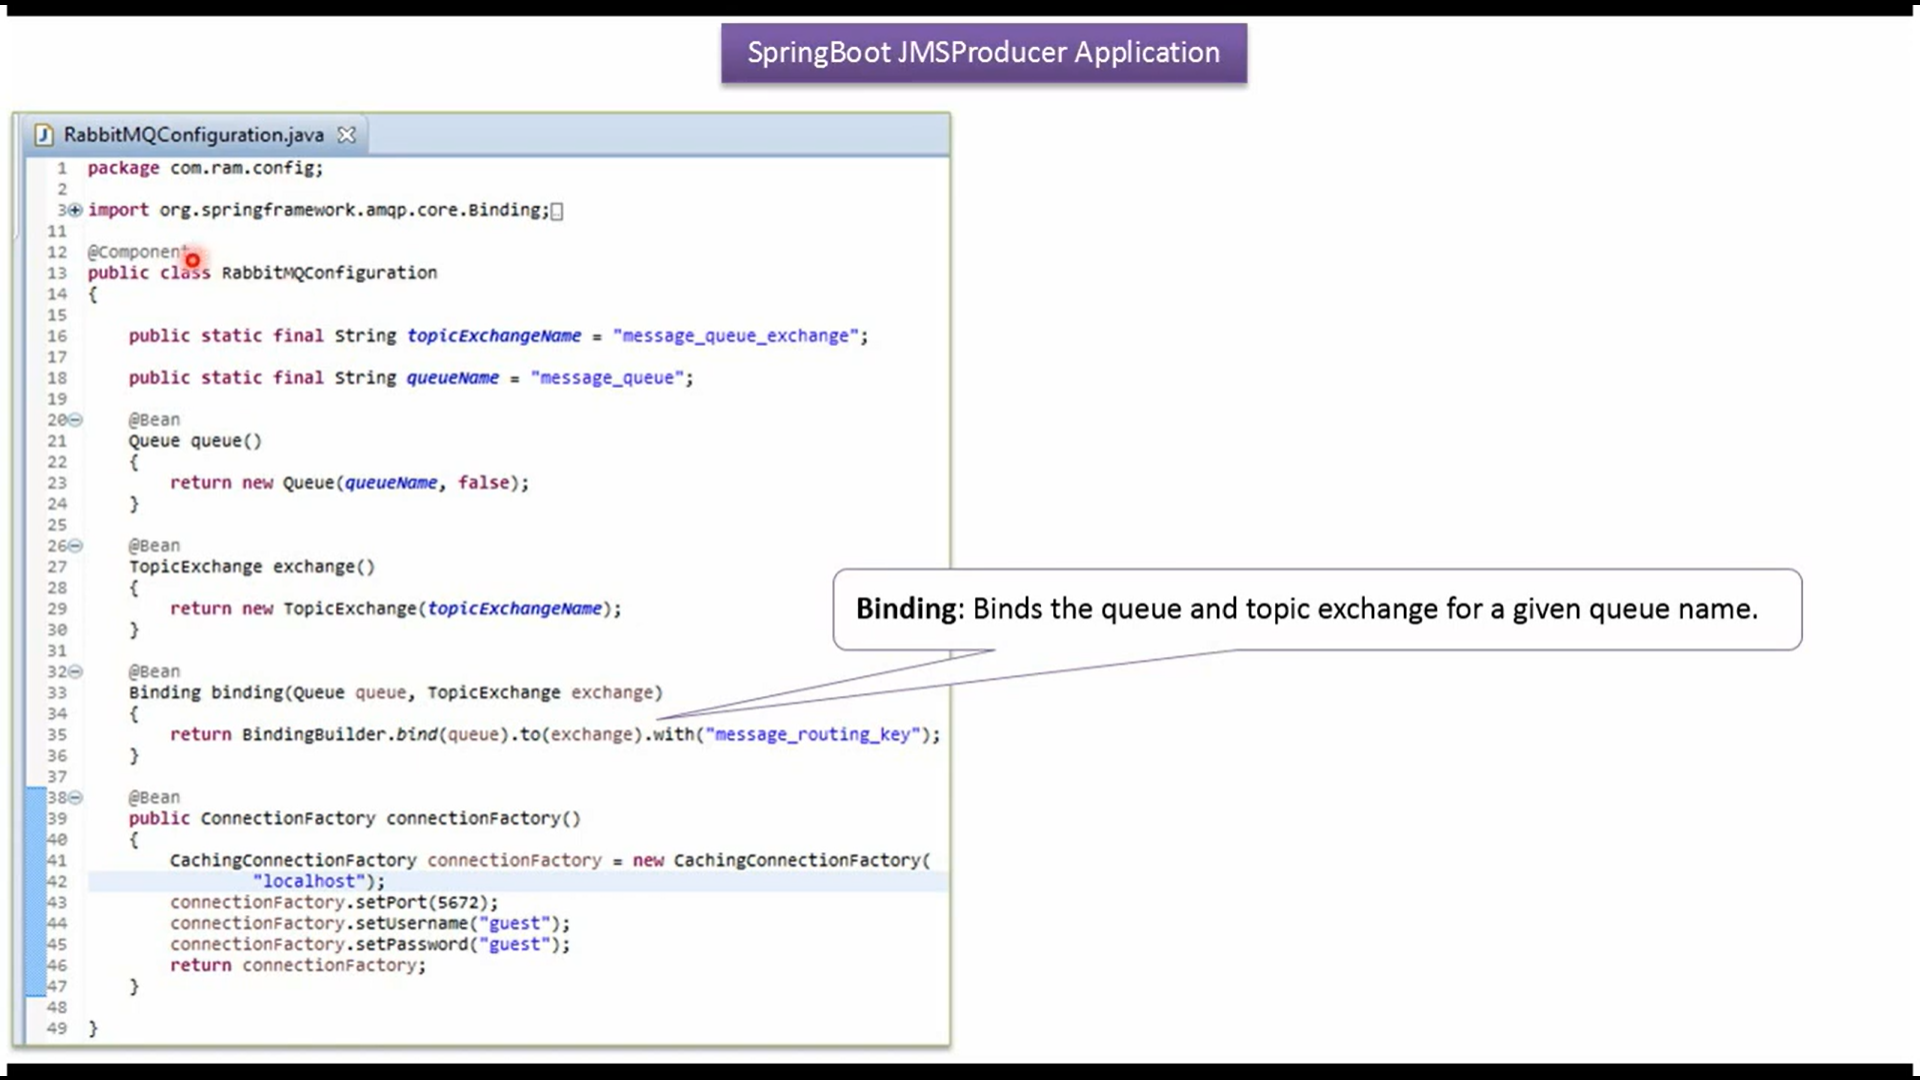 SpringBoot JMSProducer Application
RabbitMQConfiguration.java
1 package com.ram.config;
2
3 import org.springframework.amqp.core.Binding;
11
12 @Component
13 public class RabbitMQConfiguration
14 {
15
16 public static final String topicExchangeName = "message_queue_exchange";
17
18 public static final String queueName = "message_queue";
19
20 @Bean
21 Queue queue()
22 {
23 return new Queue(queueName, false);
24 }
25
26 @Bean
27 TopicExchange exchange()
28 {
29 return new TopicExchange(topicExchangeName);
30 }
31
32 @Bean
33 Binding binding(Queue queue, TopicExchange exchange)
34 {
35 return BindingBuilder.bind(queue).to(exchange).with("message_routing_key");
36 }
37
38 @Bean
39 public ConnectionFactory connectionFactory()
40 {
41 CachingConnectionFactory connectionFactory = new CachingConnectionFactory(
42 "localhost");
43 connectionFactory.setPort(5672);
44 connectionFactory.setUsername("guest");
45 connectionFactory.setPassword("guest");
46 return connectionFactory;
47 }
48
49 }
Binding: Binds the queue and topic exchange for a given queue name.